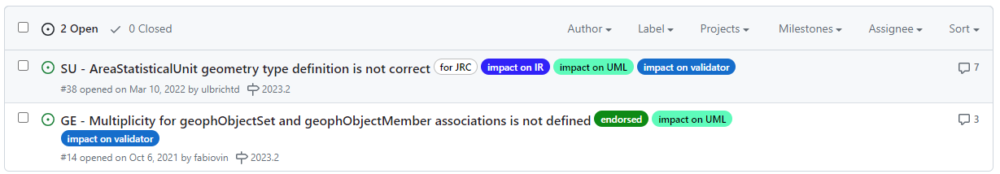 2 Open 0 Closed Author Label Projects Milestones Assignee Sort
SU - AreaStatisticalUnit geometry type definition is not correct for JRC impact on IR impact on UML impact on validator 7
#38 opened on Mar 10, 2022 by ulbrichtd 2023.2
GE - Multiplicity for geophObjectSet and geophObjectMember associations is not defined endorsed impact on UML 3
impact on validator
#14 opened on Oct 6, 2021 by fabiovin 2023.2